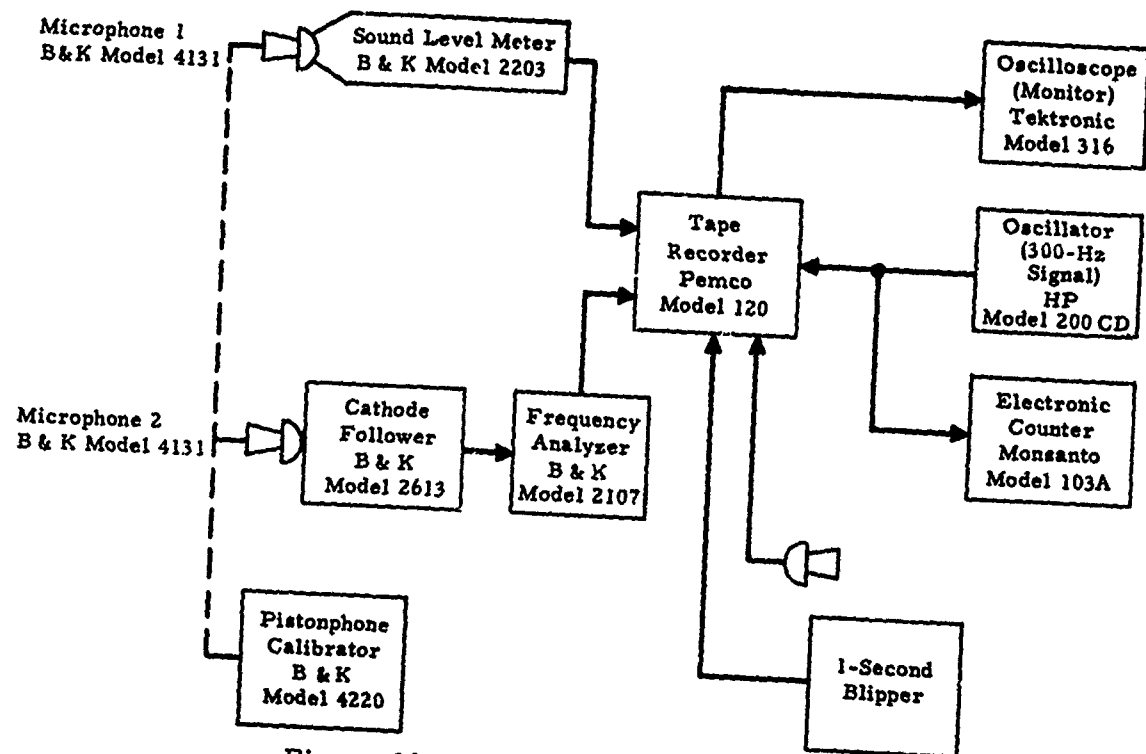 Microphone 1
B&K Model 4131
Sound Level Meter
B & K Model 2203
Oscilloscope
(Monitor)
Tektronic
Model 316
Tape
Recorder
Pemco
Model 120
Oscillator
(300-Hz
Signal)
HP
Model 200 CD
Microphone 2
B & K Model 4131
Cathode
Follower
B & K
Model 2613
Frequency
Analyzer
B & K
Model 2107
Electronic
Counter
Monsanto
Model 103A
Pistonphone
Calibrator
B & K
Model 4220
1-Second
Blipper